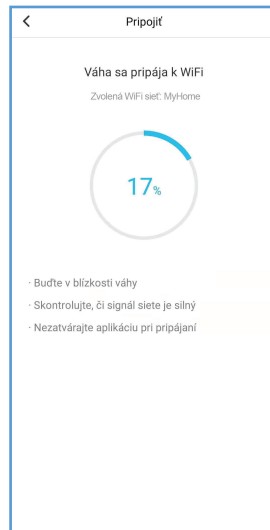 Pripojiť
Váha sa pripája k WiFi
Zvolená WiFi sieť: MyHome
17%
· Buďte v blízkosti váhy
· Skontrolujte, či signál siete je silný
· Nezatvárajte aplikáciu pri pripájaní